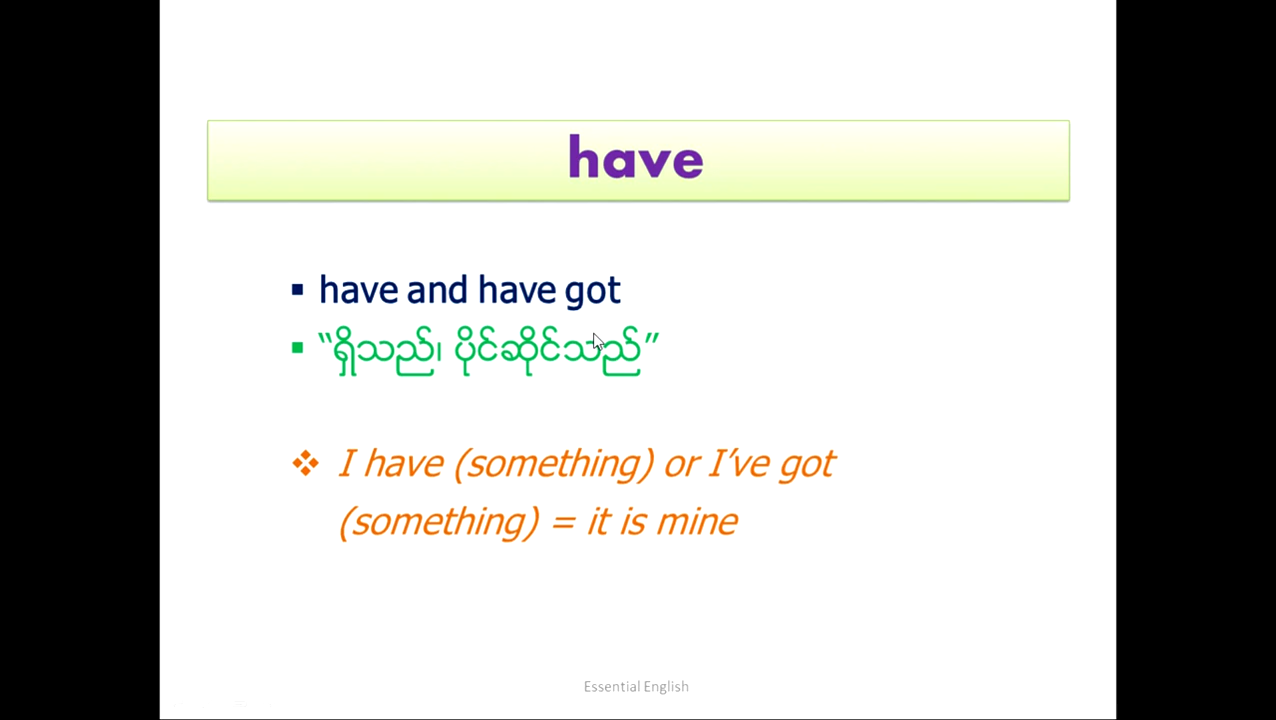 have
▪ have and have got
▪ “ရှိသည်၊ ပိုင်ဆိုင်သည်”
❖ I have (something) or I’ve got
(something) = it is mine
Essential English